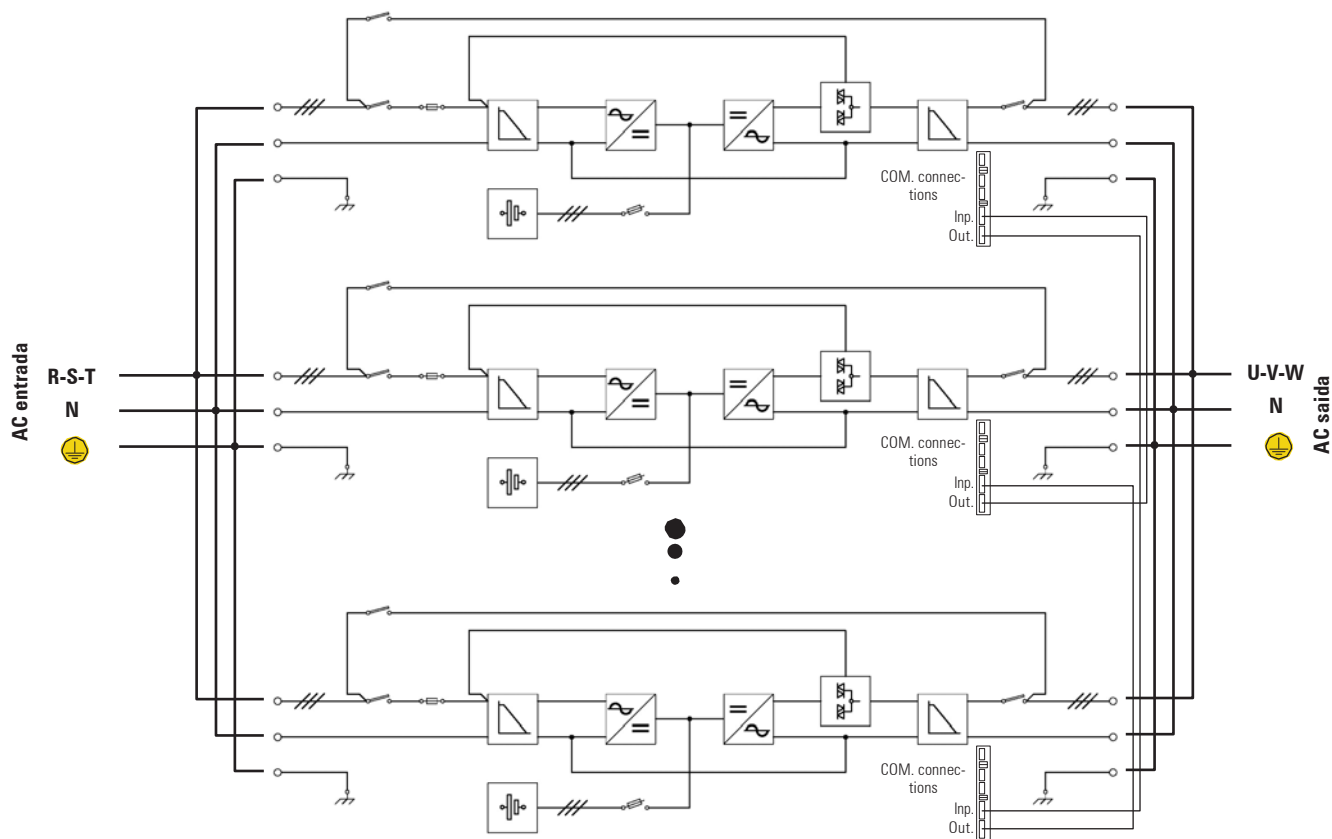 COM. connec-
tions
Inp.
Out.
AC entrada
R-S-T
N
U-V-W
N
AC saida
COM. connec-
tions
Inp.
Out.
COM. connec-
tions
Inp.
Out.